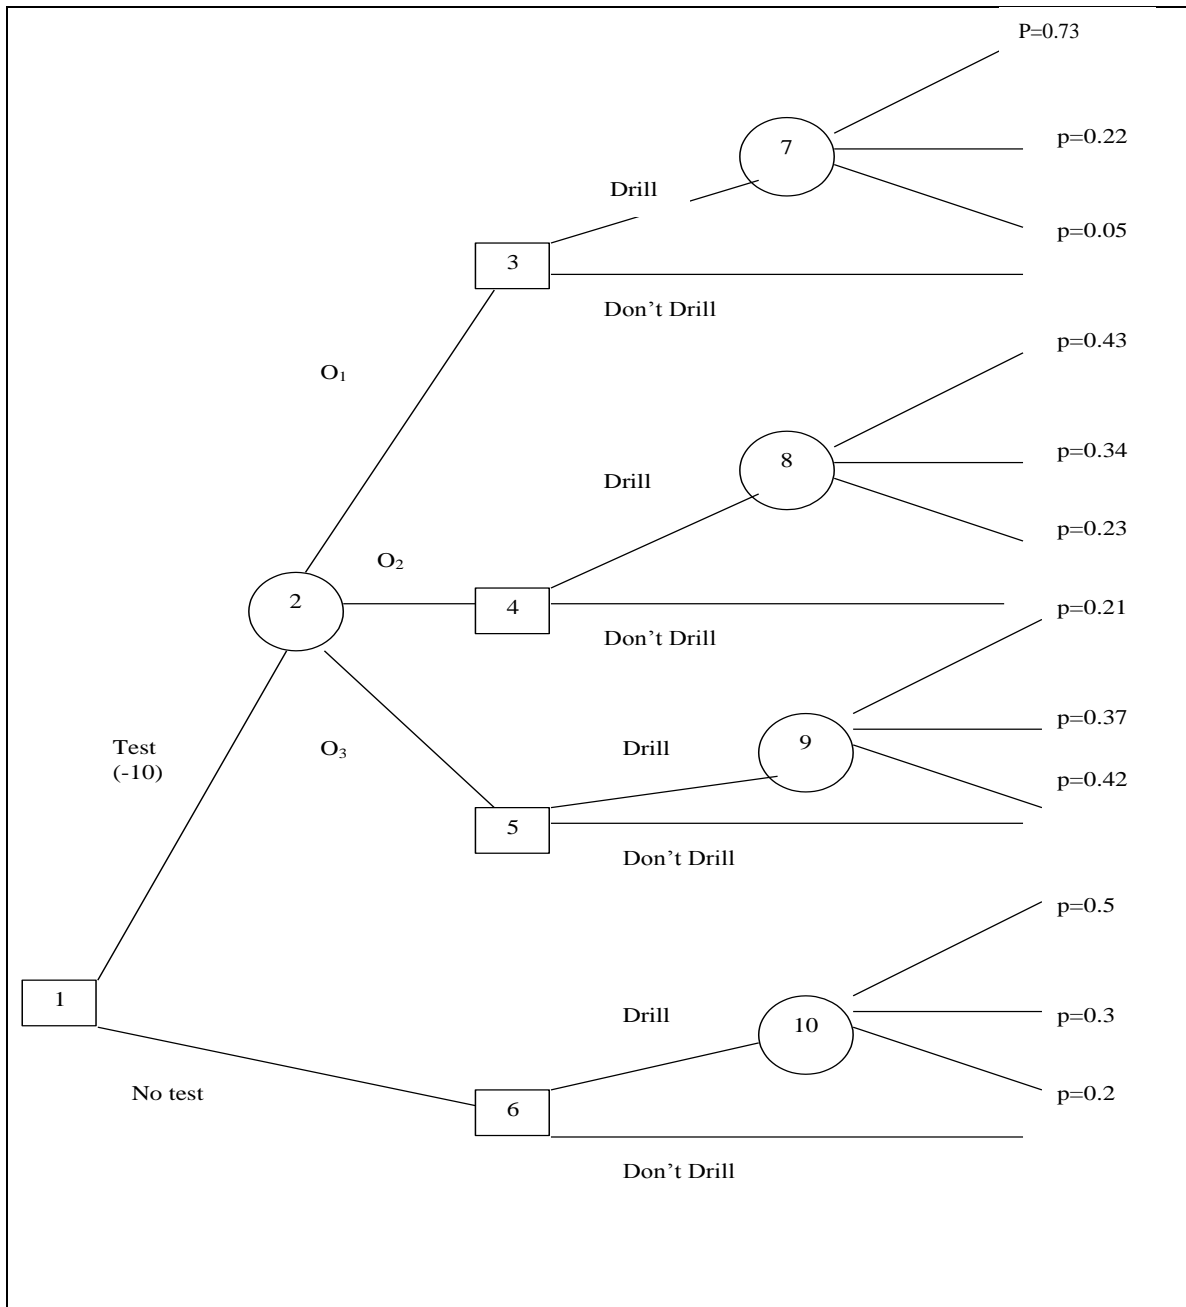 P=0.73
7
p=0.22
Drill
p=0.05
3
Don’t Drill
p=0.43
O₁
p=0.34
8
Drill
p=0.23
O₂
2
4
p=0.21
Don’t Drill
p=0.37
9
Test
(-10)
O₃
Drill
p=0.42
5
Don’t Drill
p=0.5
1
Drill
10
p=0.3
No test
6
p=0.2
Don’t Drill